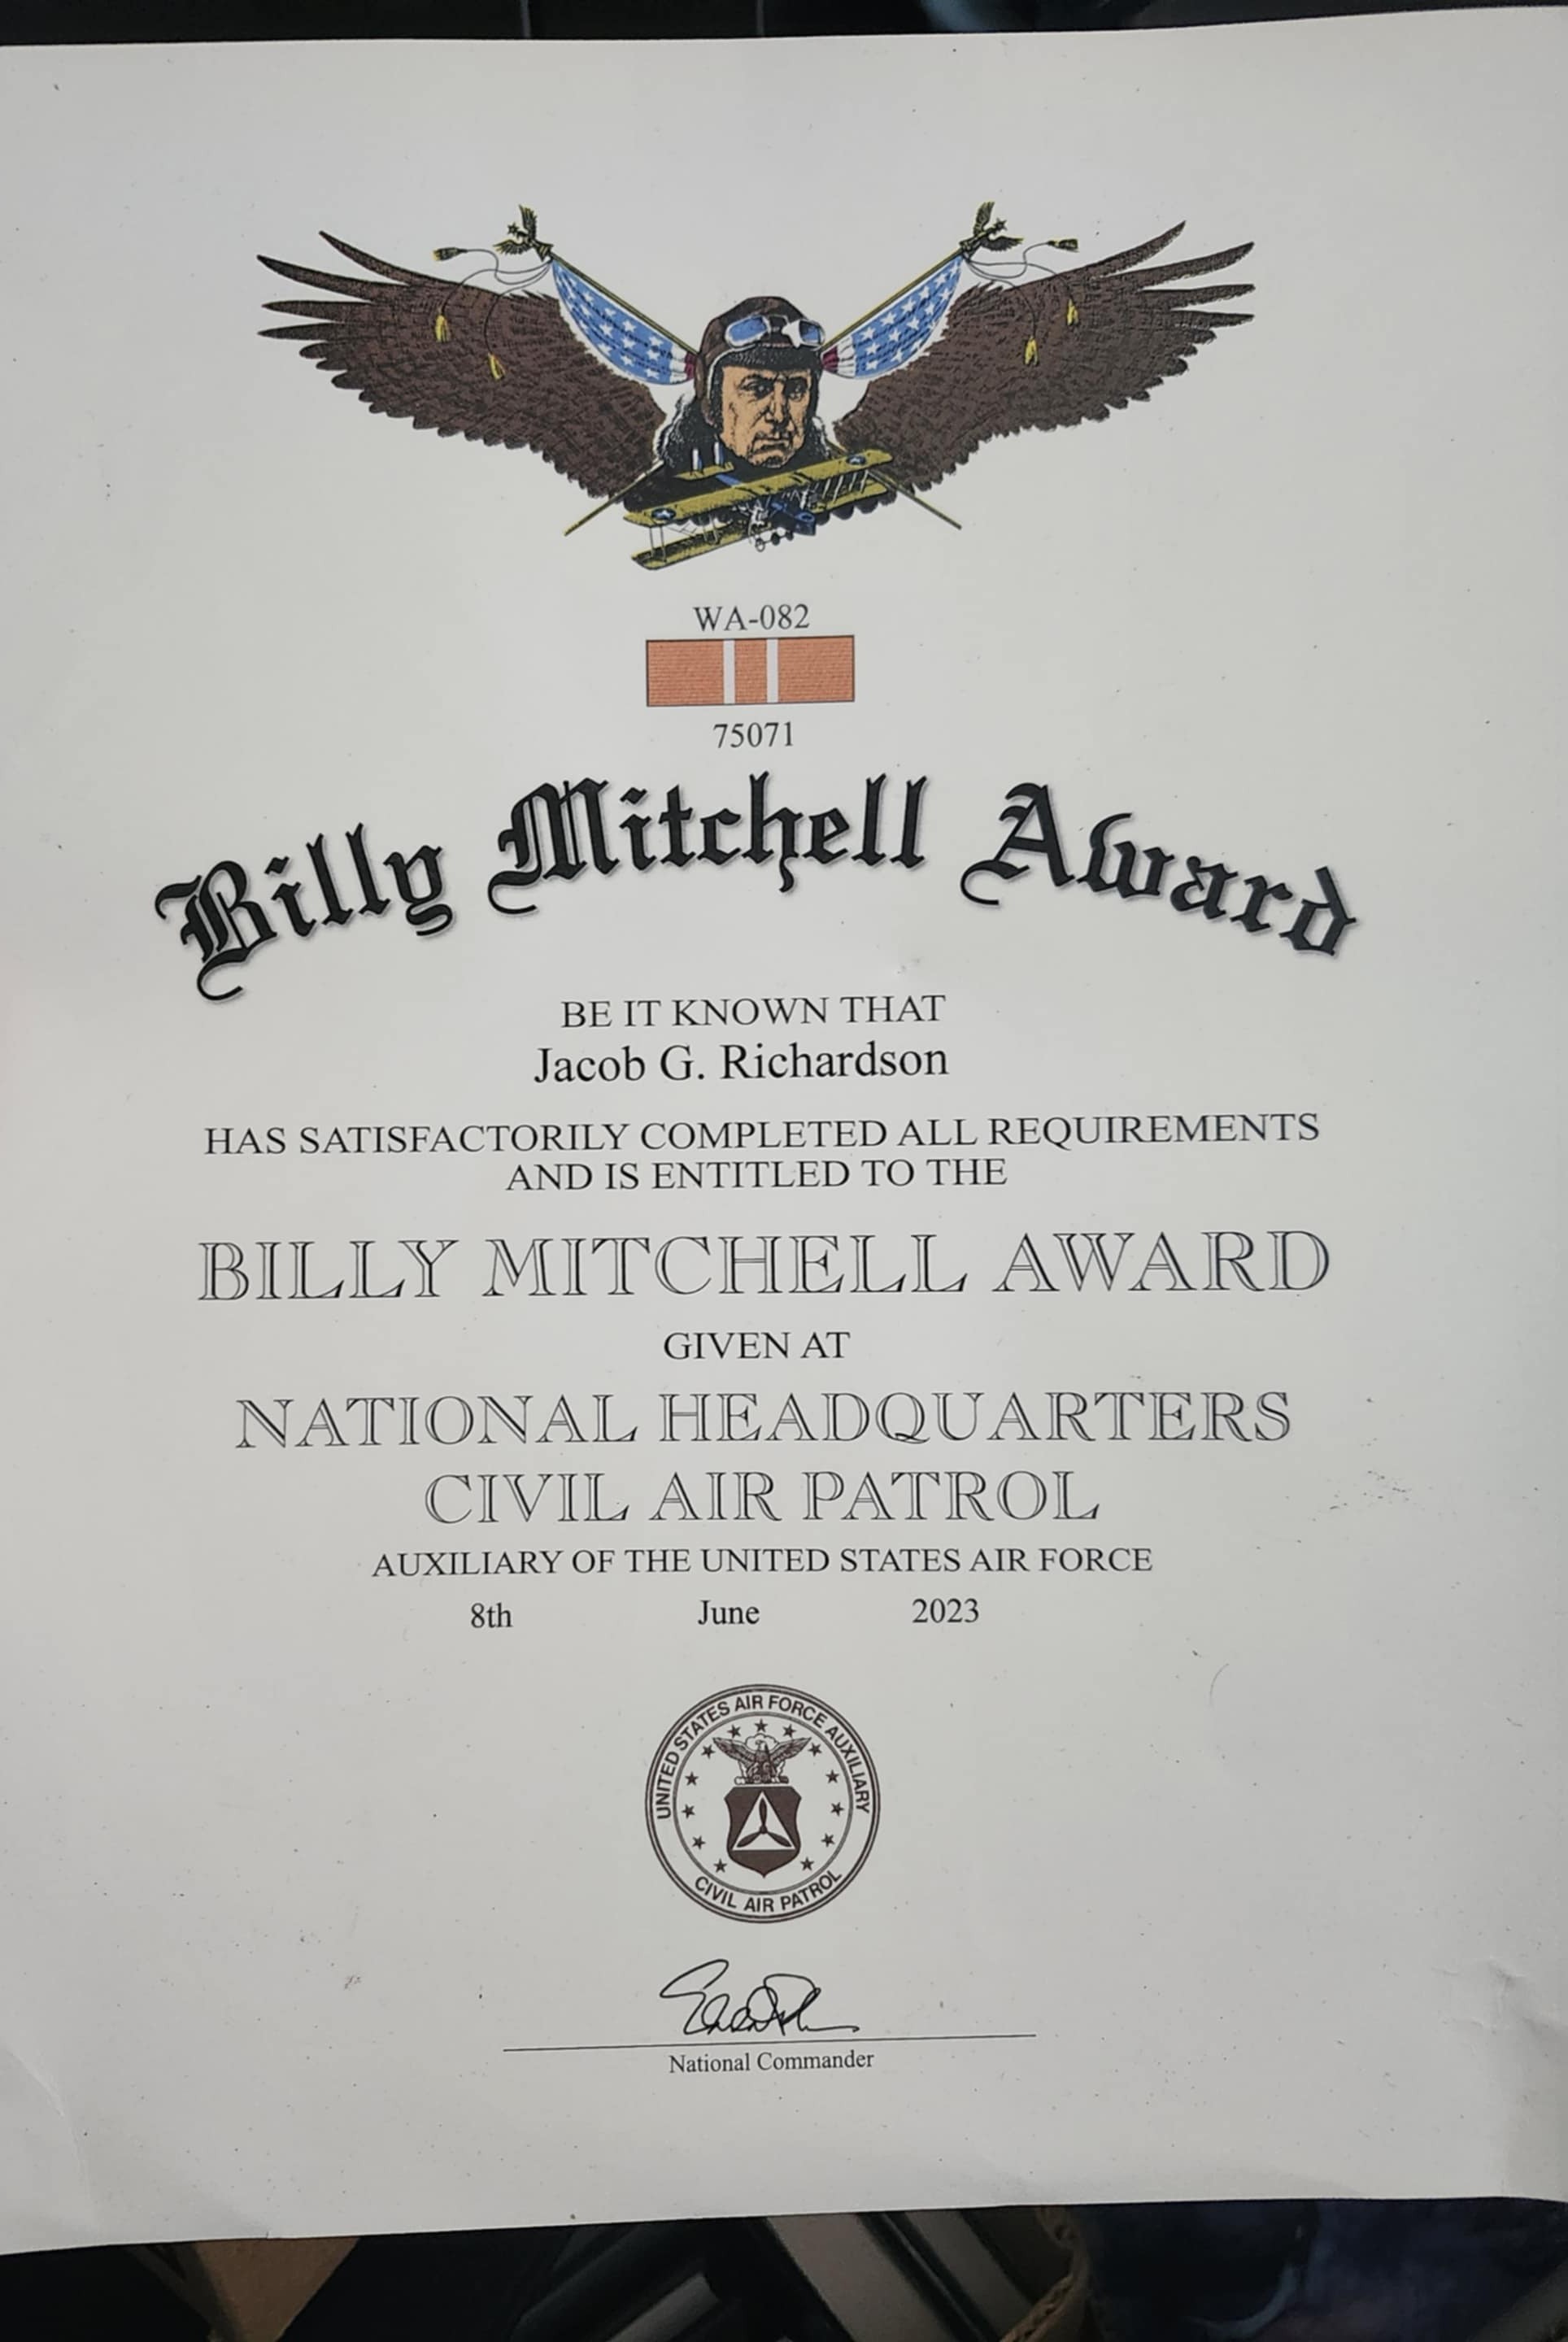 WA-082
75071
Billy Mitchell Award
BE IT KNOWN THAT
Jacob G. Richardson
HAS SATISFACTORILY COMPLETED ALL REQUIREMENTS
AND IS ENTITLED TO THE
BILLY MITCHELL AWARD
GIVEN AT
NATIONAL HEADQUARTERS
CIVIL AIR PATROL
AUXILIARY OF THE UNITED STATES AIR FORCE
8th June 2023
UNITED STATES AIR FORCE AUXILIARY
CIVIL AIR PATROL
National Commander